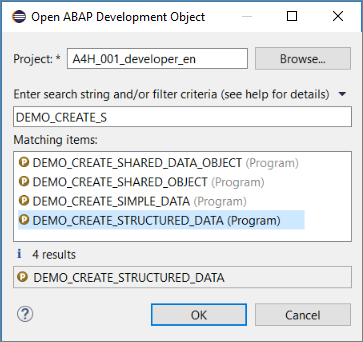 Open ABAP Development Object
Project: * A4H_001_developer_en Browse...
Enter search string and/or filter criteria (see help for details)
DEMO_CREATE_S
Matching items:
P DEMO_CREATE_SHARED_DATA_OBJECT (Program)
P DEMO_CREATE_SHARED_OBJECT (Program)
P DEMO_CREATE_SIMPLE_DATA (Program)
P DEMO_CREATE_STRUCTURED_DATA (Program)
i 4 results
P DEMO_CREATE_STRUCTURED_DATA
? OK Cancel